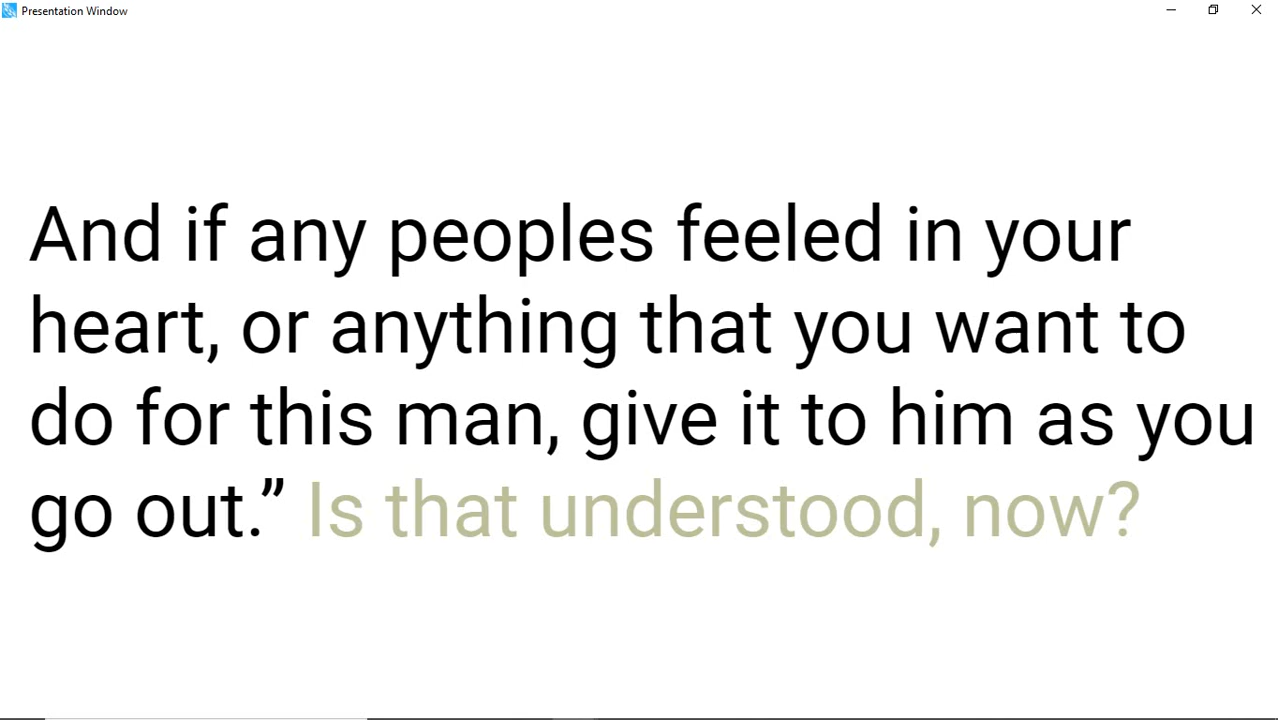 Presentation Window
And if any peoples feeled in your
heart, or anything that you want to
do for this man, give it to him as you
go out.” Is that understood, now?